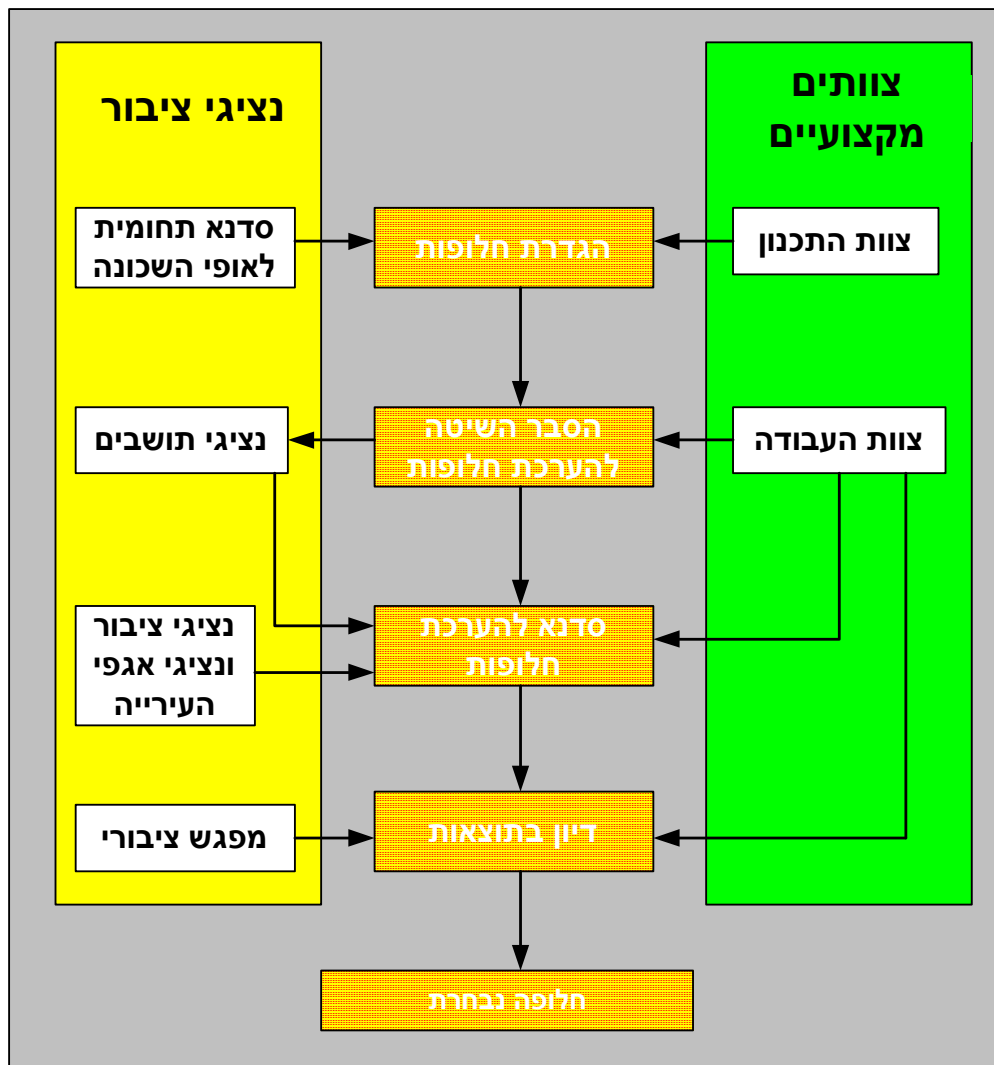 צוותים
מקצועיים
נציגי ציבור
צוות התכנון
הגדרת חלופות
סדנא תחומית
לאופי השכונה
צוות העבודה
הסבר השיטה
להערכת חלופות
נציגי תושבים
סדנא להערכת
חלופות
נציגי ציבור
ונציגי אגפי
העירייה
דיון בתוצאות
מפגש ציבורי
חלופה נבחרת